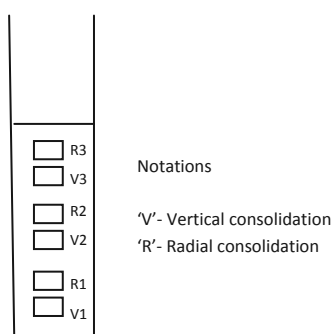 R3
V3
R2
V2
R1
V1
Notations
‘V’- Vertical consolidation
‘R’- Radial consolidation